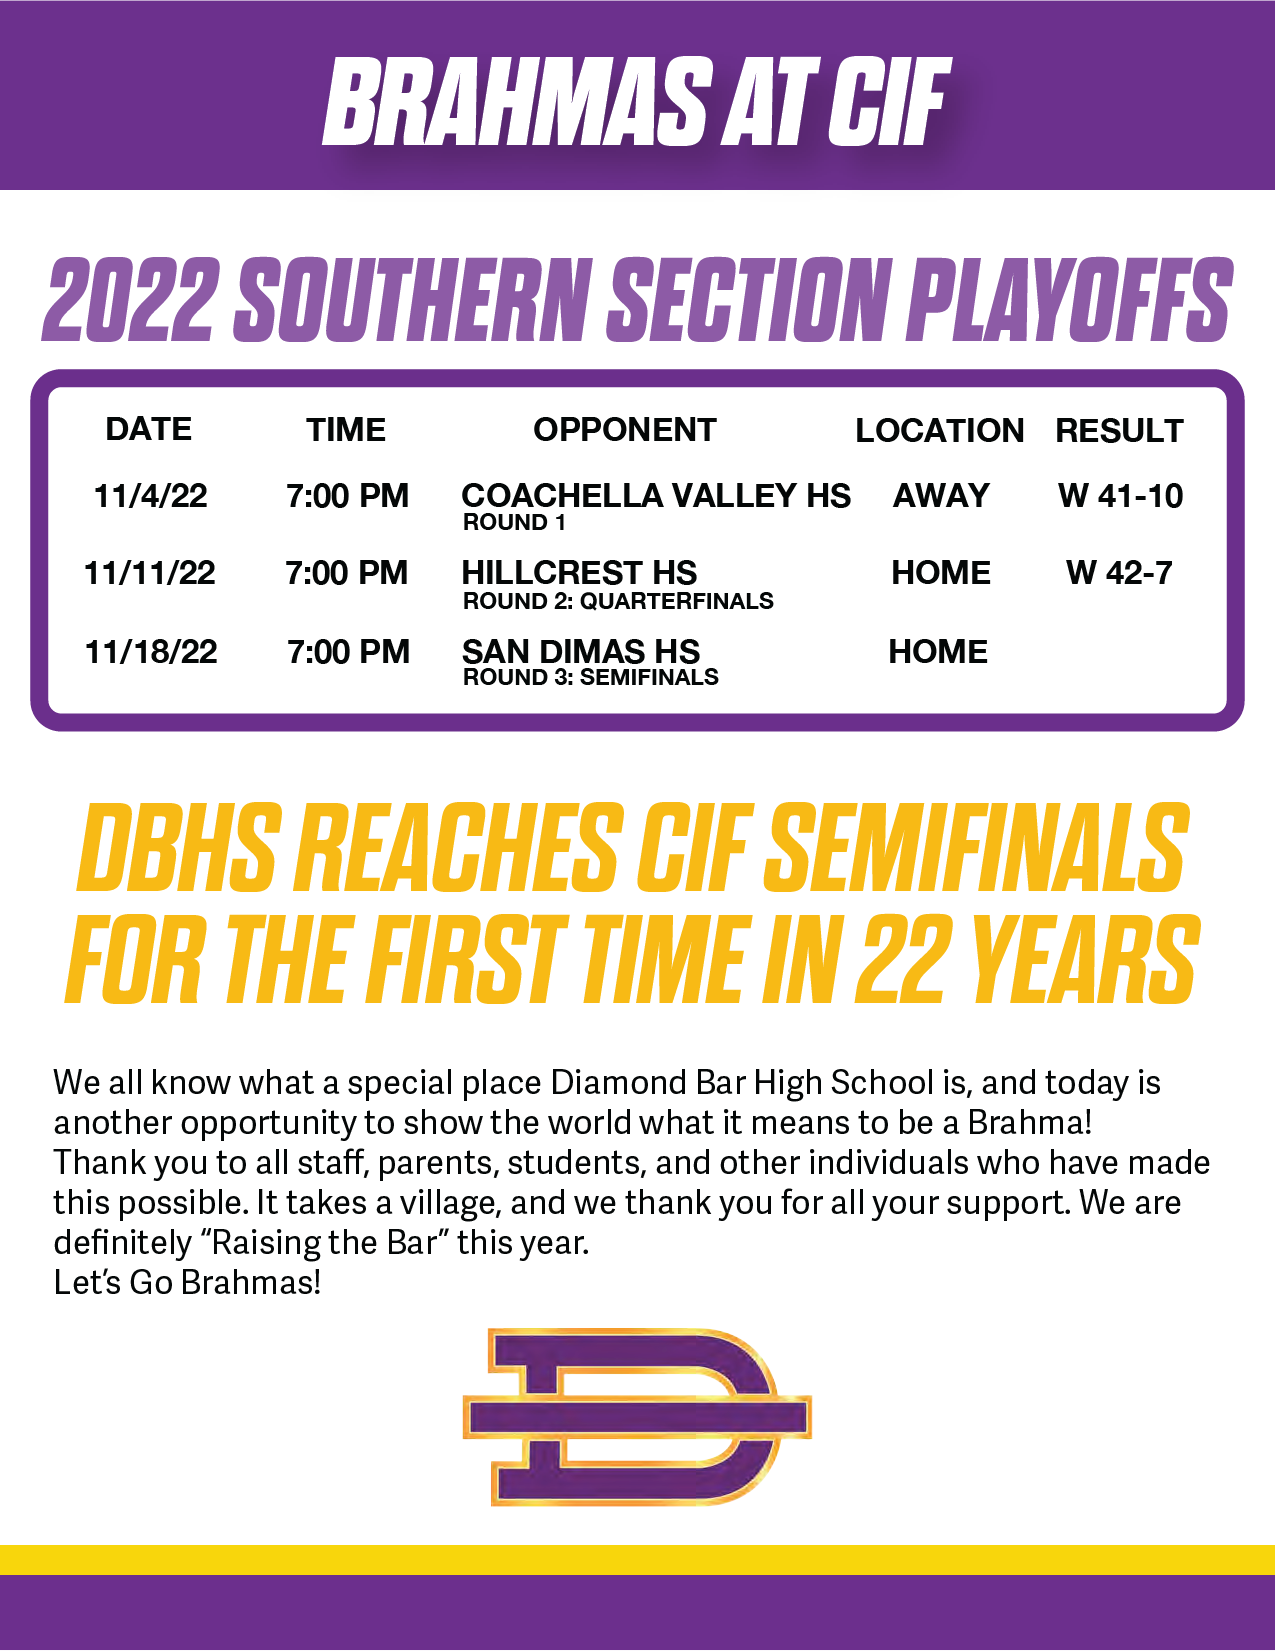 BRAHMAS AT CIF
2022 SOUTHERN SECTION PLAYOFFS
DATE TIME OPPONENT LOCATION RESULT
11/4/22 7:00 PM COACHELLA VALLEY HS AWAY W 41-10
ROUND 1
11/11/22 7:00 PM HILLCREST HS HOME W 42-7
ROUND 2: QUARTERFINALS
11/18/22 7:00 PM SAN DIMAS HS HOME
ROUND 3: SEMIFINALS
DBHS REACHES CIF SEMIFINALS
FOR THE FIRST TIME IN 22 YEARS
We all know what a special place Diamond Bar High School is, and today is
another opportunity to show the world what it means to be a Brahma!
Thank you to all staff, parents, students, and other individuals who have made
this possible. It takes a village, and we thank you for all your support. We are
definitely “Raising the Bar” this year.
Let’s Go Brahmas!
D